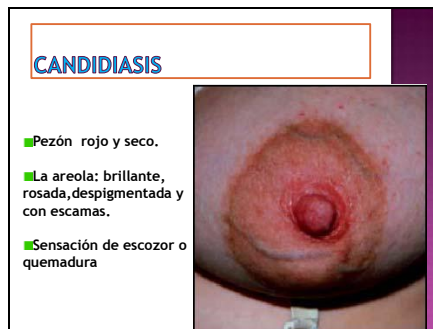 CANDIDIASIS
Pezón rojo y seco.
La areola: brillante,
rosada,despigmentada y
con escamas.
Sensación de escozor o
quemadura